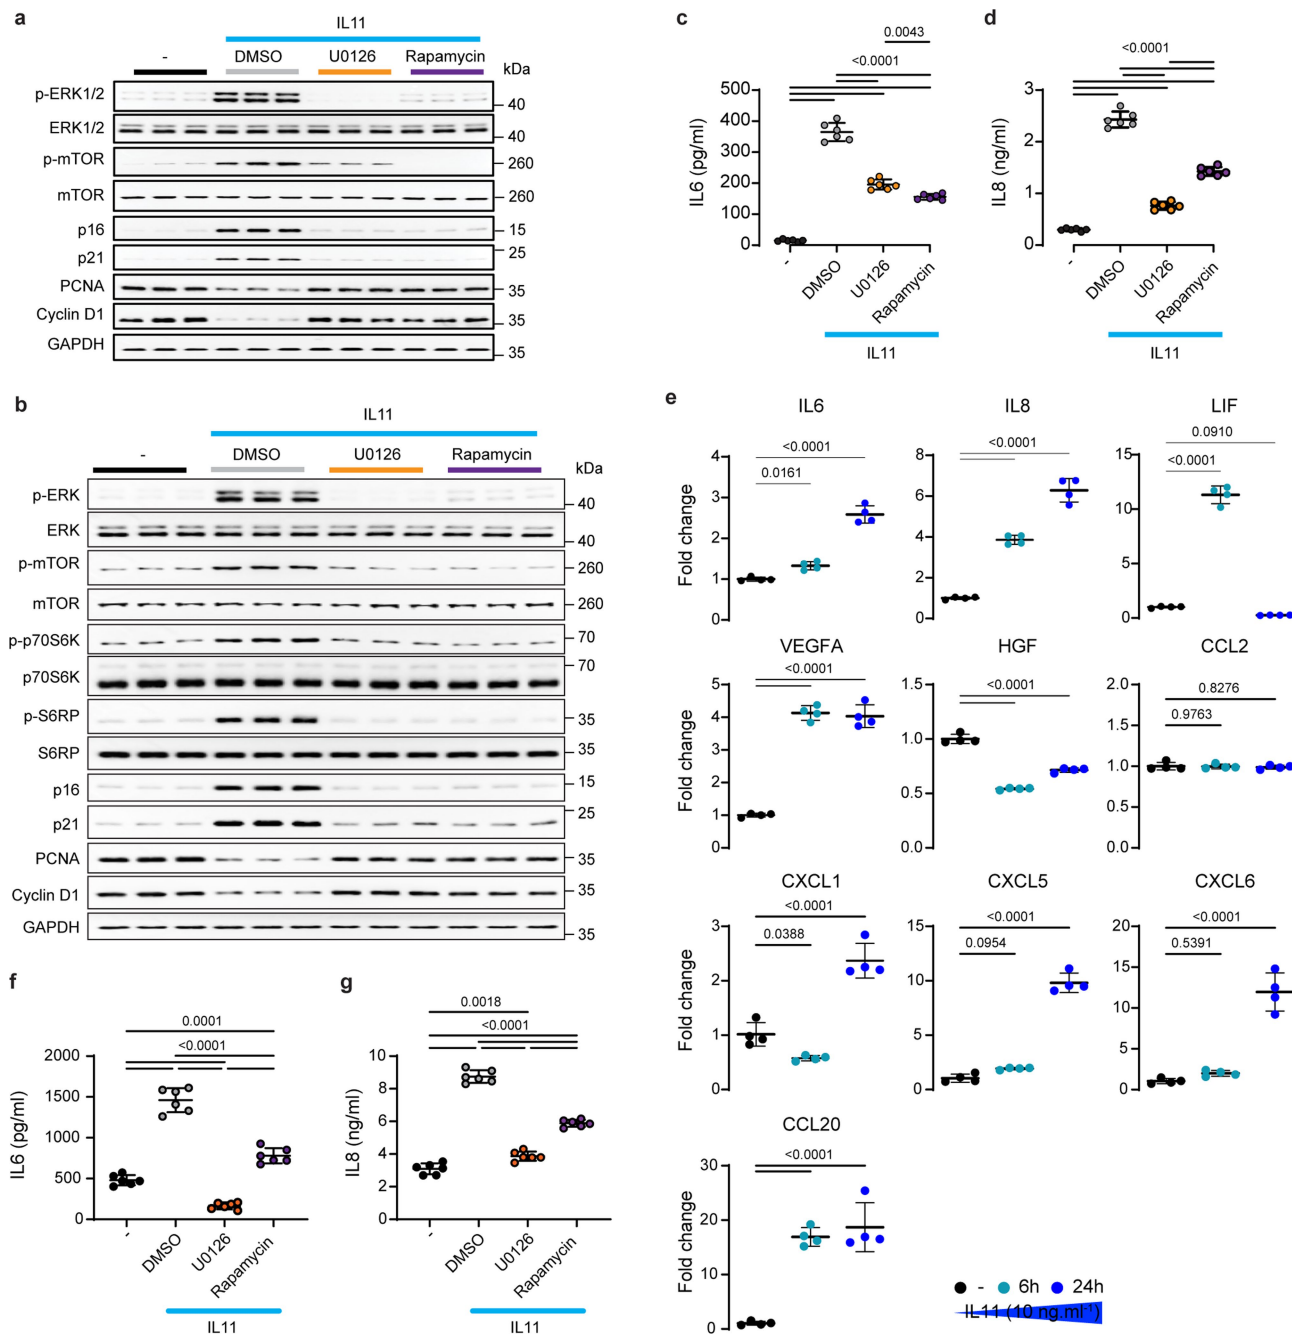 a
IL11
- DMSO U0126 Rapamycin
kDa
p-ERK1/2 40
ERK1/2 40
p-mTOR 260
mTOR 260
p16 15
p21 25
PCNA 35
Cyclin D1 35
GAPDH 35
b
IL11
- DMSO U0126 Rapamycin
kDa
p-ERK 40
ERK 40
p-mTOR 260
mTOR 260
p-p70S6K 70
p70S6K 70
p-S6RP 35
S6RP 35
p16 15
p21 25
PCNA 35
Cyclin D1 35
GAPDH 35
c
0.0043
<0.0001
IL6 (pg/ml)
500
400
300
200
100
0
- DMSO U0126 Rapamycin
IL11
d
<0.0001
IL8 (ng/ml)
3
2
1
0
- DMSO U0126 Rapamycin
IL11
e
IL6
<0.0001
0.0161
Fold change
4
3
2
1
0
IL8
<0.0001
8
6
4
2
0
LIF
0.0910
<0.0001
15
10
5
0
VEGFA
<0.0001
Fold change
5
4
3
2
1
0
HGF
<0.0001
1.5
1.0
0.5
0.0
CCL2
0.8276
0.9763
2.0
1.5
1.0
0.5
0.0
CXCL1
<0.0001
0.0388
Fold change
3
2
1
0
CXCL5
<0.0001
0.0954
15
10
5
0
CXCL6
<0.0001
0.5391
20
15
10
5
0
CCL20
<0.0001
Fold change
30
20
10
0
- 6h 24h
IL11 (10 ng.ml⁻¹)
f
0.0001
<0.0001
IL6 (pg/ml)
2000
1500
1000
500
0
- DMSO U0126 Rapamycin
IL11
g
0.0018
<0.0001
IL8 (ng/ml)
10
8
6
4
2
0
- DMSO U0126 Rapamycin
IL11